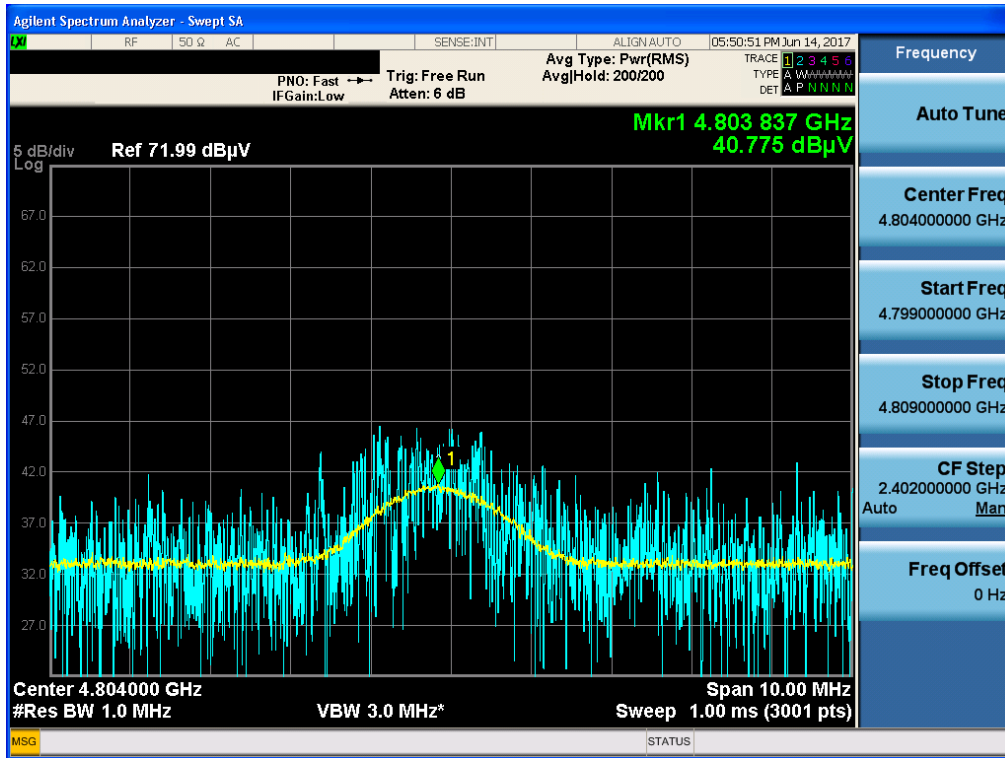 Agilent Spectrum Analyzer - Swept SA
LXI RF 50 Ω AC SENSE:INT ALIGN AUTO 05:50:51 PM Jun 14, 2017
Frequency
PNO: Fast
IFGain:Low
Trig: Free Run
Atten: 6 dB
Avg Type: Pwr(RMS)
Avg|Hold: 200/200
TRACE 1 2 3 4 5 6
TYPE A W
DET A P N N N N
Auto Tune
Mkr1 4.803 837 GHz
40.775 dBµV
5 dB/div Ref 71.99 dBµV
Log
67.0
62.0
57.0
52.0
47.0
42.0
37.0
32.0
27.0
1
Center Freq
4.804000000 GHz
Start Freq
4.799000000 GHz
Stop Freq
4.809000000 GHz
CF Step
2.402000000 GHz
Auto Man
Freq Offset
0 Hz
Center 4.804000 GHz Span 10.00 MHz
#Res BW 1.0 MHz VBW 3.0 MHz* Sweep 1.00 ms (3001 pts)
MSG STATUS